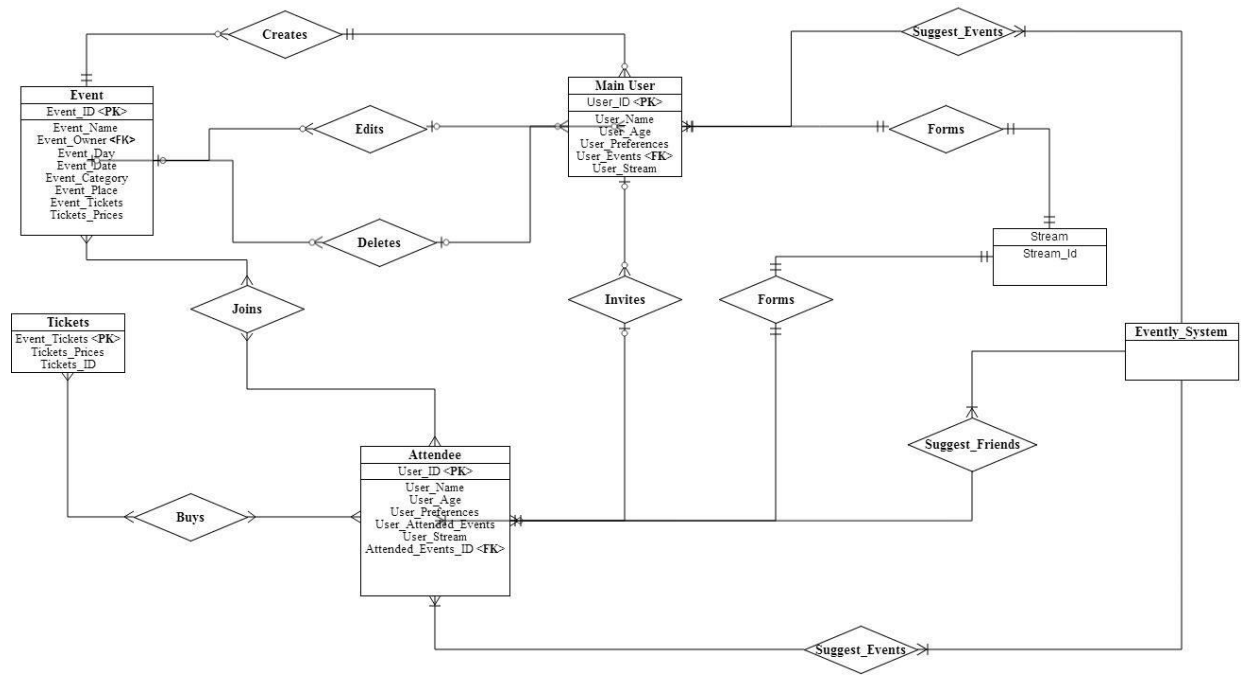 Creates
Suggest_Events
Event
Event_ID <PK>
Event_Name
Event_Owner <FK>
Event_Day
Event_Date
Event_Category
Event_Place
Event_Tickets
Tickets_Prices
Edits
Main User
User_ID <PK>
User_Name
User_Age
User_Preferences
User_Events <FK>
User_Stream
Forms
Deletes
Stream
Stream_Id
Joins
Invites
Forms
Tickets
Event_Tickets <PK>
Tickets_Prices
Tickets_ID
Evently_System
Suggest_Friends
Attendee
User_ID <PK>
User_Name
User_Age
User_Preferences
User_Attended_Events
User_Stream
Attended_Events_ID <FK>
Buys
Suggest_Events